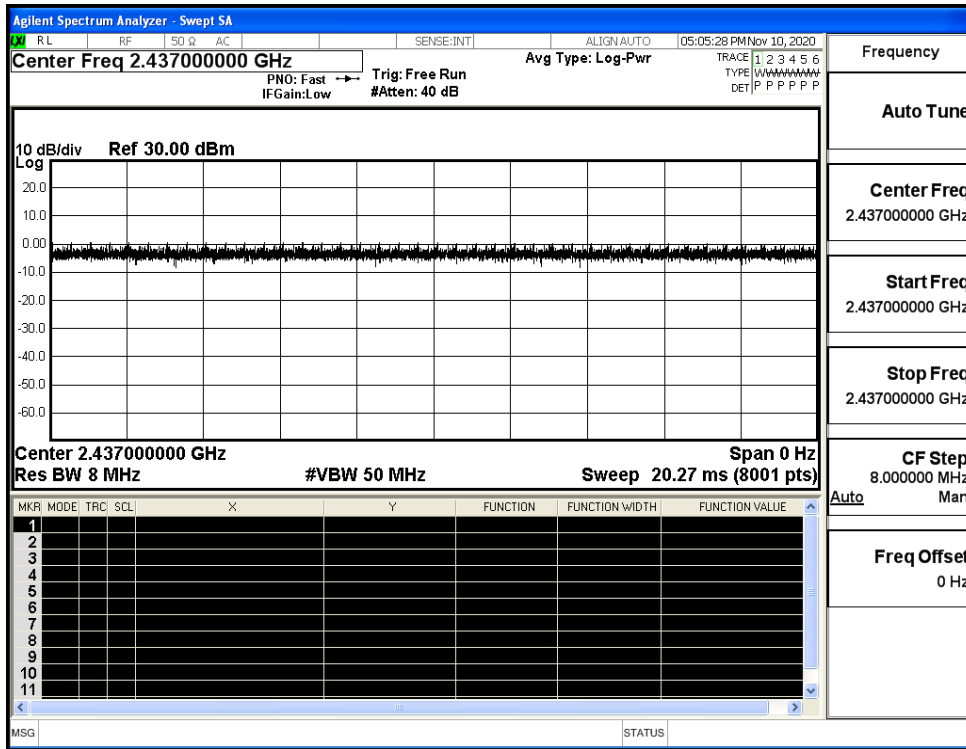 Agilent Spectrum Analyzer - Swept SA
LXI RL RF 50 Ω AC SENSE:INT ALIGN AUTO 05:05:28 PM Nov 10, 2020
Center Freq 2.437000000 GHz
PNO: Fast
IFGain:Low
Trig: Free Run
#Atten: 40 dB
Avg Type: Log-Pwr
TRACE 1 2 3 4 5 6
TYPE
DET P P P P P P
10 dB/div Ref 30.00 dBm
Log
20.0
10.0
0.00
-10.0
-20.0
-30.0
-40.0
-50.0
-60.0
Center 2.437000000 GHz Span 0 Hz
Res BW 8 MHz #VBW 50 MHz Sweep 20.27 ms (8001 pts)
MKR MODE TRC SCL X Y FUNCTION FUNCTION WIDTH FUNCTION VALUE
1
2
3
4
5
6
7
8
9
10
11
MSG STATUS
Frequency
Auto Tune
Center Freq
2.437000000 GHz
Start Freq
2.437000000 GHz
Stop Freq
2.437000000 GHz
CF Step
8.000000 MHz
Auto Man
Freq Offset
0 Hz